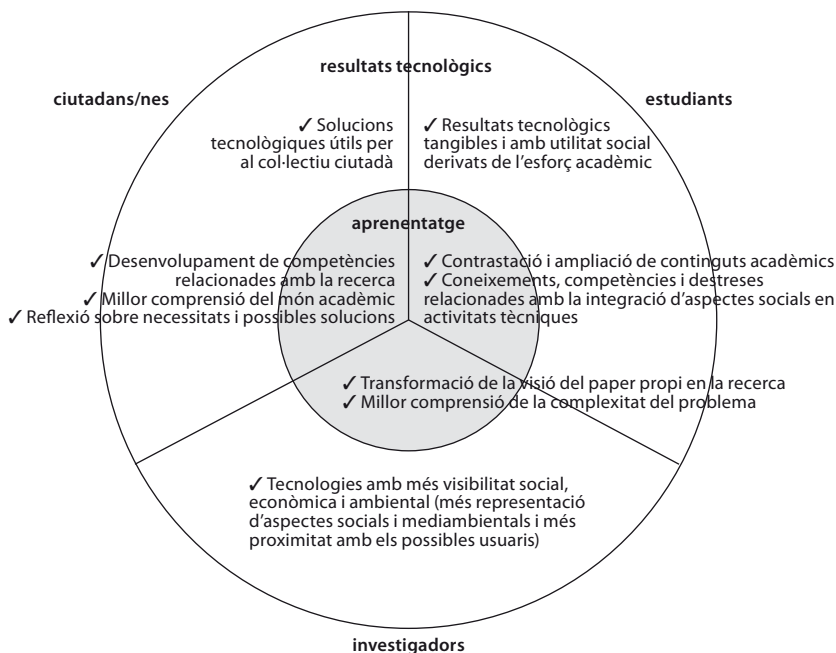 resultats tecnològics
ciutadans/nes
estudiants
✓ Solucions
tecnològiques útils per
al col·lectiu ciutadà
✓ Resultats tecnològics
tangibles i amb utilitat social
derivats de l'esforç acadèmic
aprenentatge
✓ Desenvolupament de competències
relacionades amb la recerca
✓ Millor comprensió del món acadèmic
✓ Reflexió sobre necessitats i possibles solucions
✓ Contrastació i ampliació de continguts acadèmics
✓ Coneixements, competències i destreses
relacionades amb la integració d'aspectes socials en
activitats tècniques
✓ Transformació de la visió del paper propi en la recerca
✓ Millor comprensió de la complexitat del problema
✓ Tecnologies amb més visibilitat social,
econòmica i ambiental (més representació
d'aspectes socials i mediambientals i més
proximitat amb els possibles usuaris)
investigadors